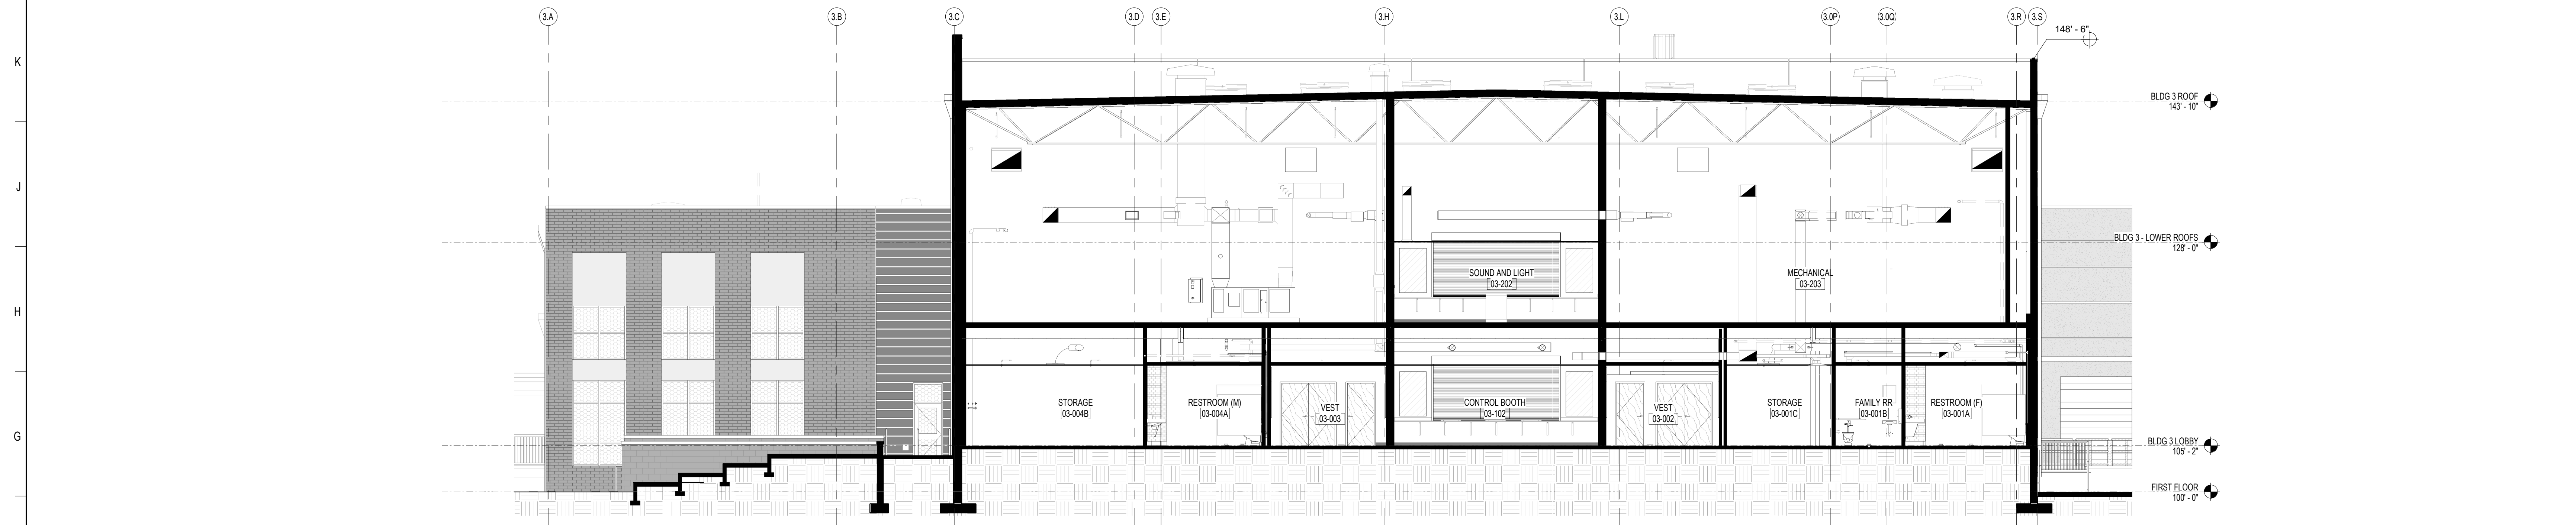 3.A
3.B
3.C
3.D
3.E
3.H
3.L
3.0P
3.0Q
3.R
3.S
148' - 6"
K
BLDG 3 ROOF
143' - 10"
J
BLDG 3 - LOWER ROOFS
128' - 0"
SOUND AND LIGHT
03-202
MECHANICAL
03-203
H
STORAGE
03-004B
RESTROOM (M)
03-004A
VEST
03-003
CONTROL BOOTH
03-102
VEST
03-002
STORAGE
03-001C
FAMILY RR
03-001B
RESTROOM (F)
03-001A
G
BLDG 3 LOBBY
105' - 2"
FIRST FLOOR
100' - 0"